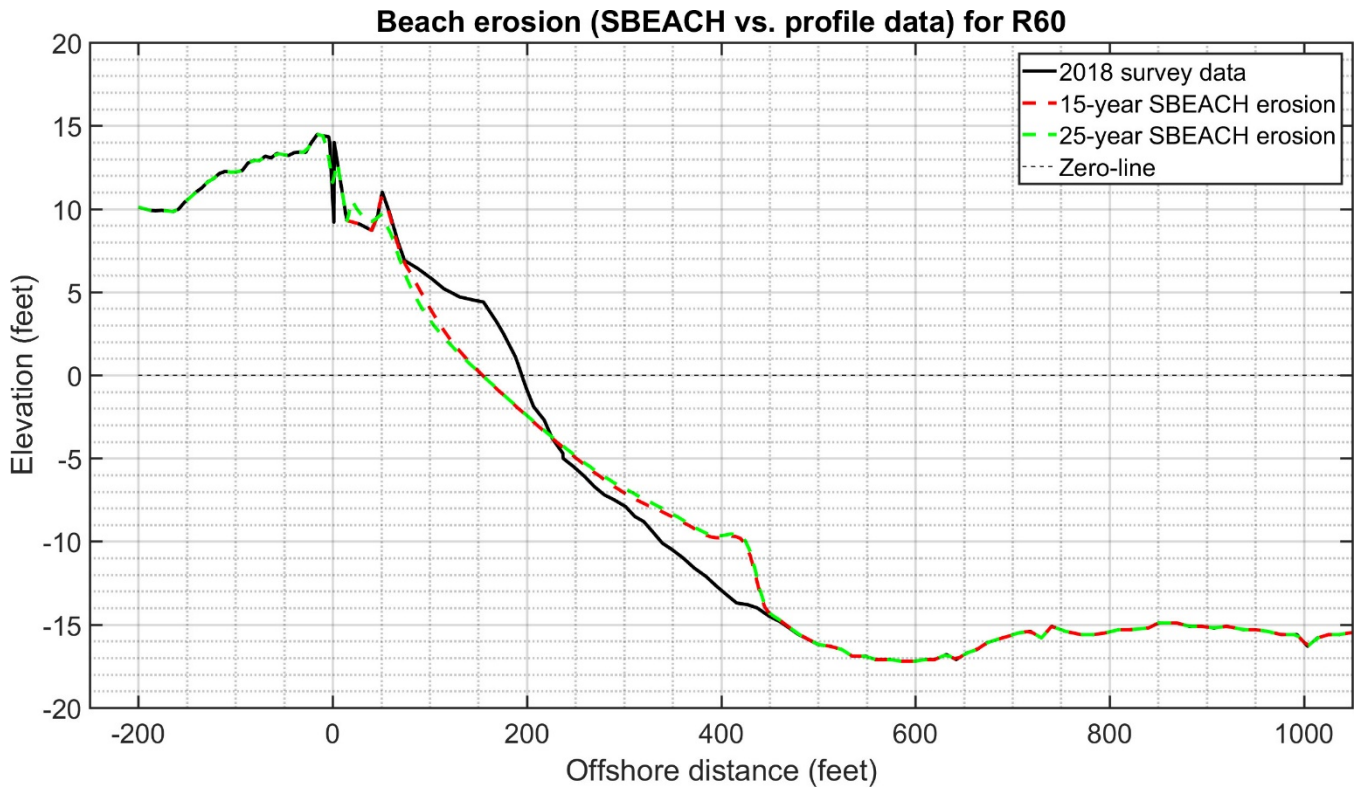 Beach erosion (SBEACH vs. profile data) for R60
2018 survey data
15-year SBEACH erosion
25-year SBEACH erosion
Zero-line
20
15
10
5
0
-5
-10
-15
-20
Elevation (feet)
-200
0
200
400
600
800
1000
Offshore distance (feet)